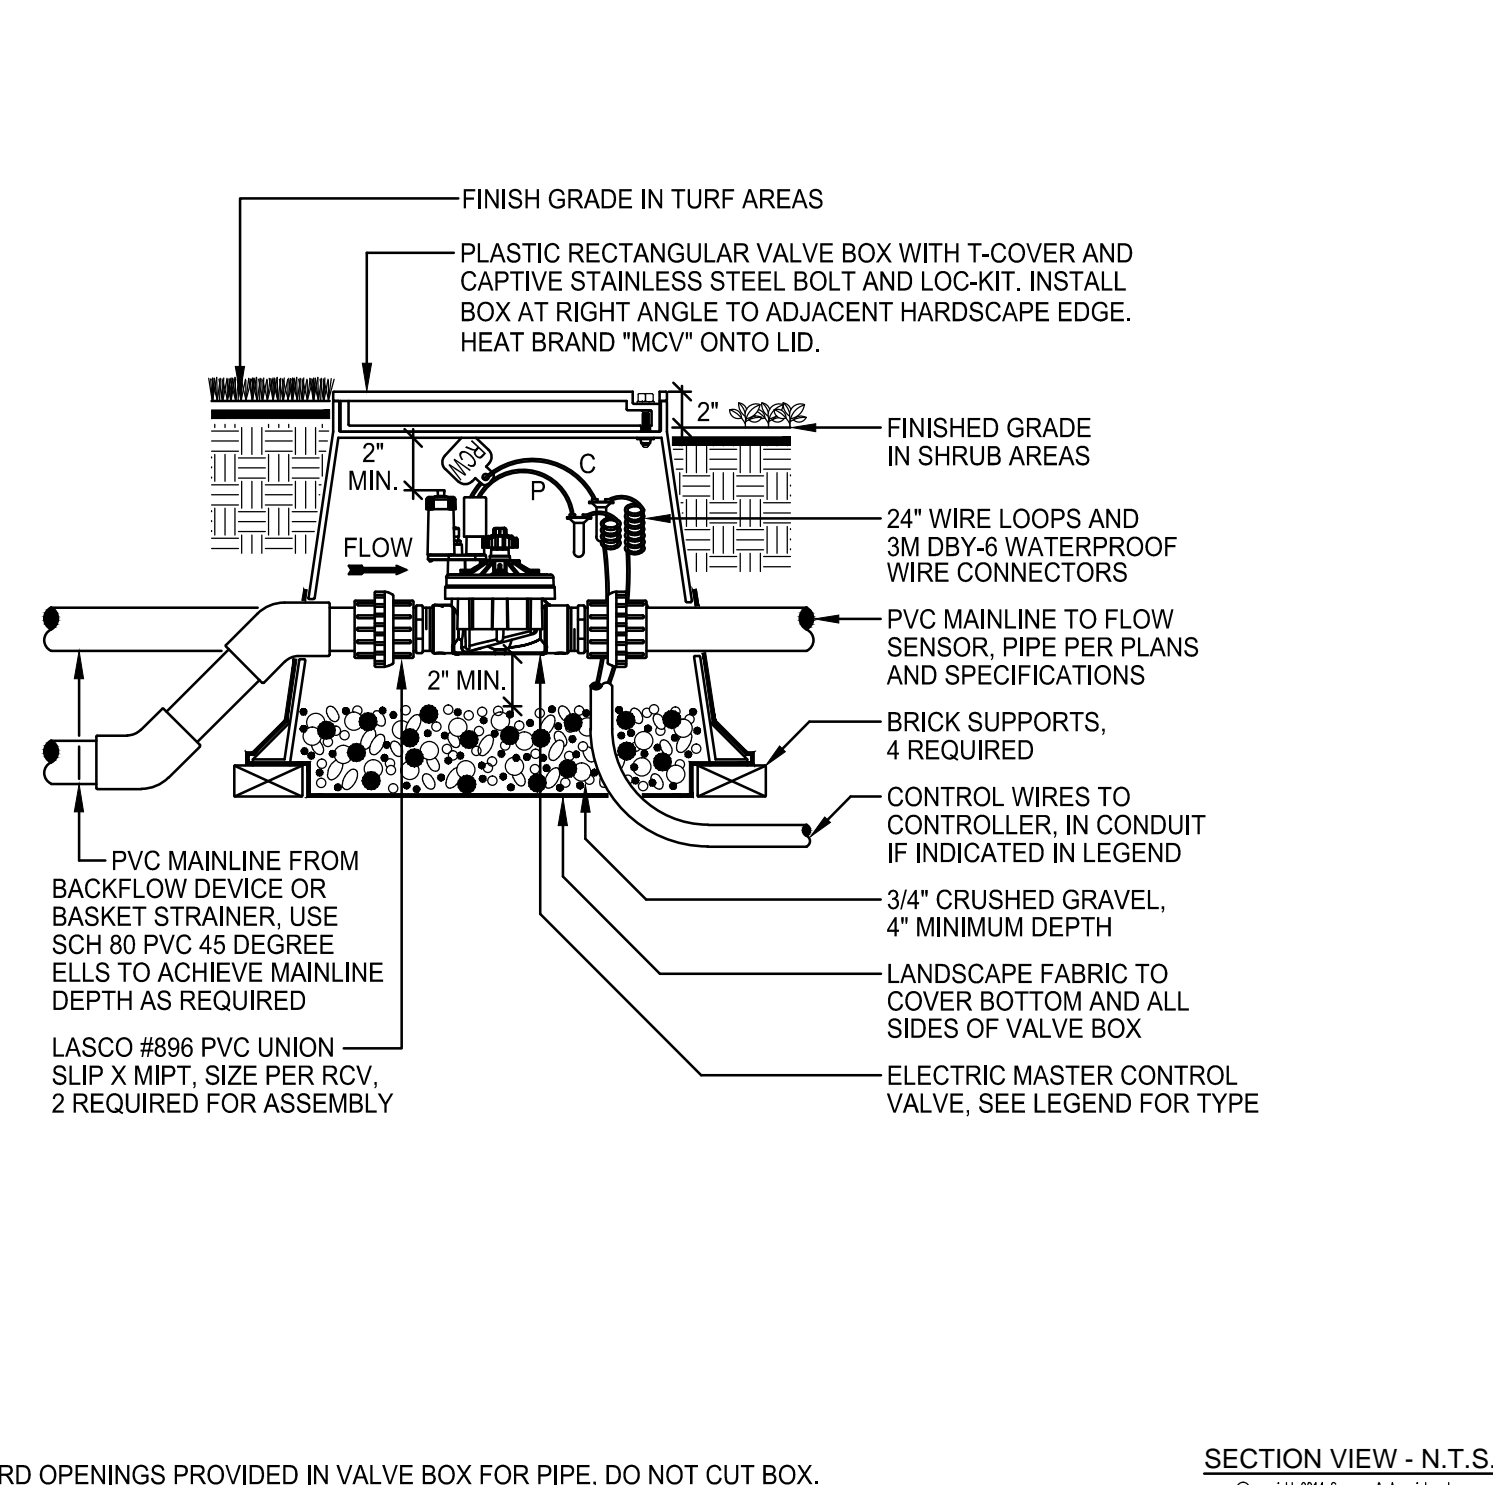 FINISH GRADE IN TURF AREAS
PLASTIC RECTANGULAR VALVE BOX WITH T-COVER AND
CAPTIVE STAINLESS STEEL BOLT AND LOC-KIT. INSTALL
BOX AT RIGHT ANGLE TO ADJACENT HARDSCAPE EDGE.
HEAT BRAND "MCV" ONTO LID.
2"
FINISHED GRADE
IN SHRUB AREAS
2"
MIN.
RCW
C
P
24" WIRE LOOPS AND
3M DBY-6 WATERPROOF
WIRE CONNECTORS
FLOW
PVC MAINLINE TO FLOW
SENSOR, PIPE PER PLANS
AND SPECIFICATIONS
2" MIN.
BRICK SUPPORTS,
4 REQUIRED
CONTROL WIRES TO
CONTROLLER, IN CONDUIT
IF INDICATED IN LEGEND
PVC MAINLINE FROM
BACKFLOW DEVICE OR
BASKET STRAINER, USE
SCH 80 PVC 45 DEGREE
ELLS TO ACHIEVE MAINLINE
DEPTH AS REQUIRED
3/4" CRUSHED GRAVEL,
4" MINIMUM DEPTH
LANDSCAPE FABRIC TO
COVER BOTTOM AND ALL
SIDES OF VALVE BOX
LASCO #896 PVC UNION
SLIP X MIPT, SIZE PER RCV,
2 REQUIRED FOR ASSEMBLY
ELECTRIC MASTER CONTROL
VALVE, SEE LEGEND FOR TYPE
SECTION VIEW - N.T.S.
RD OPENINGS PROVIDED IN VALVE BOX FOR PIPE, DO NOT CUT BOX.